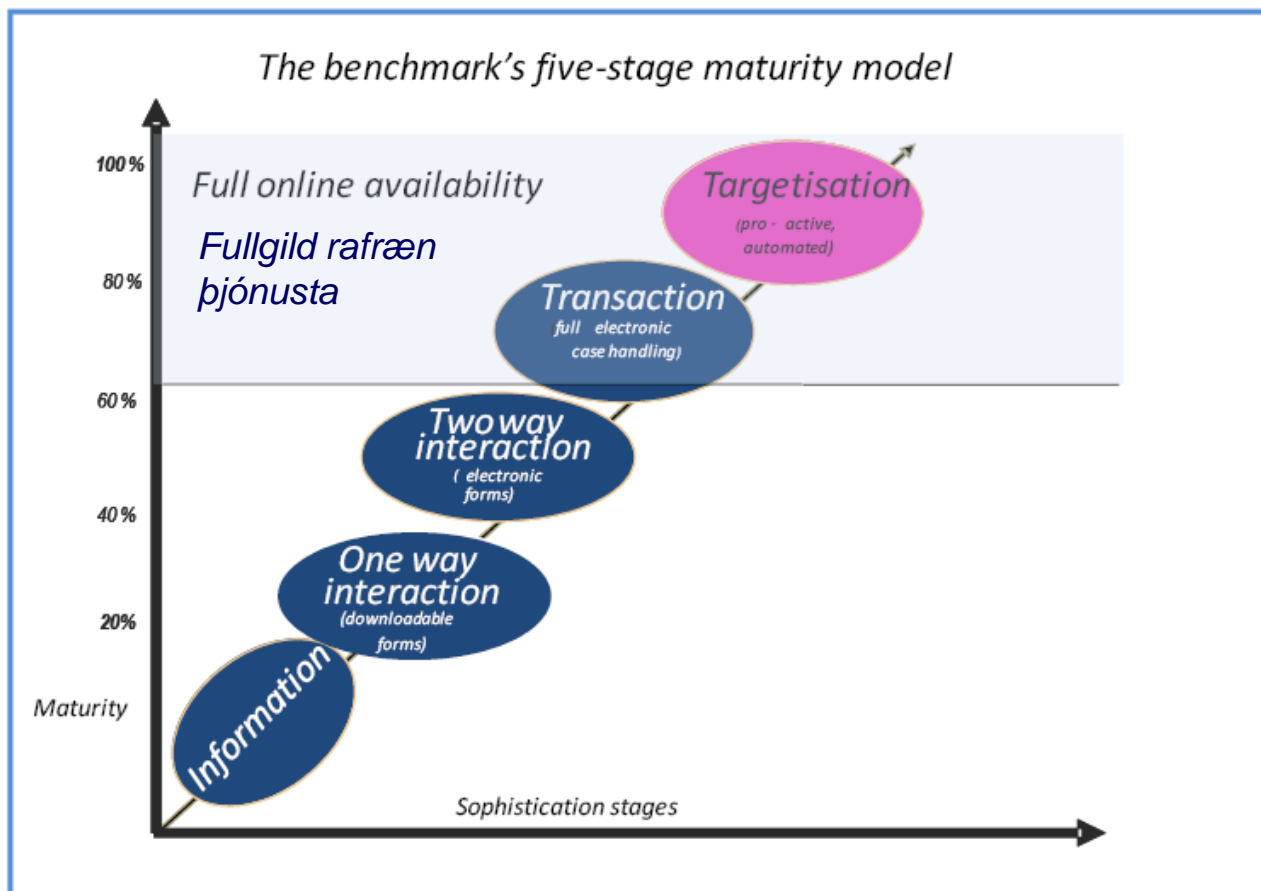 The benchmark's five-stage maturity model
100%
Full online availability
Targetisation
(pro - active,
automated)
Fullgild rafræn
þjónusta
80%
Transaction
full electronic
case handling)
60%
Two way
interaction
( electronic
forms)
40%
One way
interaction
(downloadable
forms)
20%
Information
Maturity
Sophistication stages